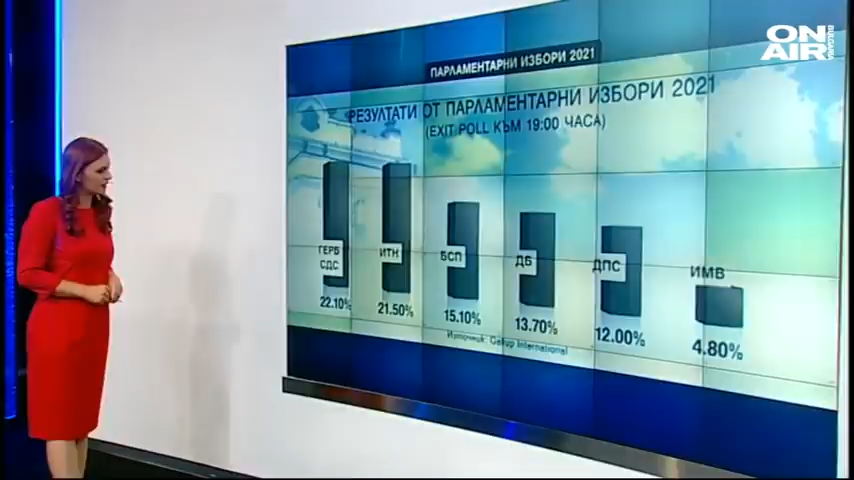 ON
AIR
BULGARIA
ПАРЛАМЕНТАРНИ ИЗБОРИ 2021
РЕЗУЛТАТИ ОТ ПАРЛАМЕНТАРНИ ИЗБОРИ 2021
(EXIT POLL КЪМ 19:00 ЧАСА)
ГЕРБ
СДС
ИТН
БСП
ДБ
ДПС
ИМВ
22.10%
21.50%
15.10%
13.70%
12.00%
4.80%
Източник: Gallup International